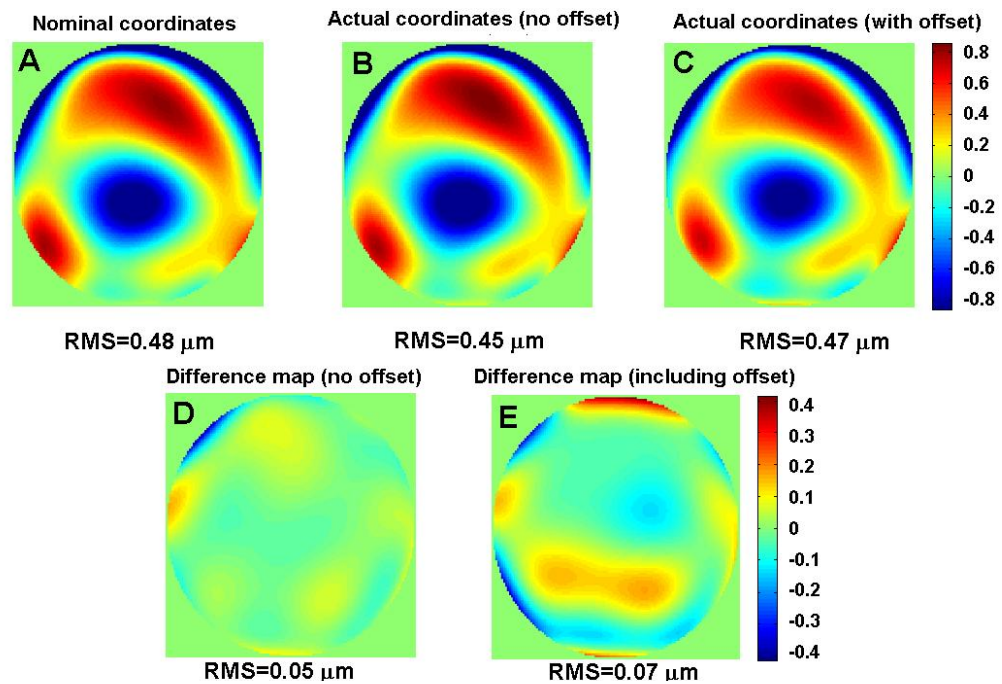 Nominal coordinates
Actual coordinates (no offset)
Actual coordinates (with offset)
A
B
C
0.8
0.6
0.4
0.2
0
-0.2
-0.4
-0.6
-0.8
RMS=0.48 μm
RMS=0.45 μm
RMS=0.47 μm
Difference map (no offset)
Difference map (including offset)
D
E
0.4
0.3
0.2
0.1
0
-0.1
-0.2
-0.3
-0.4
RMS=0.05 μm
RMS=0.07 μm